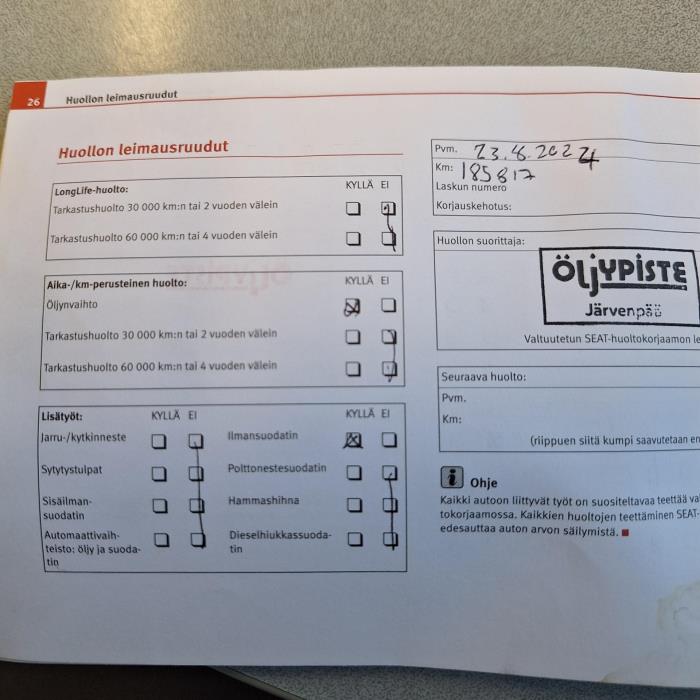 26 Huollon leimausruudut
Huollon leimausruudut
LongLife-huolto: KYLLÄ EI
Tarkastushuolto 30 000 km:n tai 2 vuoden välein
Tarkastushuolto 60 000 km:n tai 4 vuoden välein
Aika-/km-perusteinen huolto: KYLLÄ EI
Öljynvaihto
Tarkastushuolto 30 000 km:n tai 2 vuoden välein
Tarkastushuolto 60 000 km:n tai 4 vuoden välein
Lisätyöt: KYLLÄ EI KYLLÄ EI
Jarru-/kytkinneste Ilmansuodatin
Sytytystulpat Polttonestesuodatin
Sisäilman- Hammashihna
suodatin
Automaattivaih- Dieselhiukkassuoda-
teisto: öljy ja suoda- tin
tin
Pvm. 23.8.2024
Km: 185817
Laskun numero
Korjauskehotus:
Huollon suorittaja:
ÖljYPISTE
Järvenpää
Valtuutetun SEAT-huoltokorjaamon le
Seuraava huolto:
Pvm.
Km:
(riippuen siitä kumpi saavutetaan en
i Ohje
Kaikki autoon liittyvät työt on suositeltavaa teettää va
tokorjaamossa. Kaikkien huoltojen teettäminen SEAT-
edesauttaa auton arvon säilymistä.